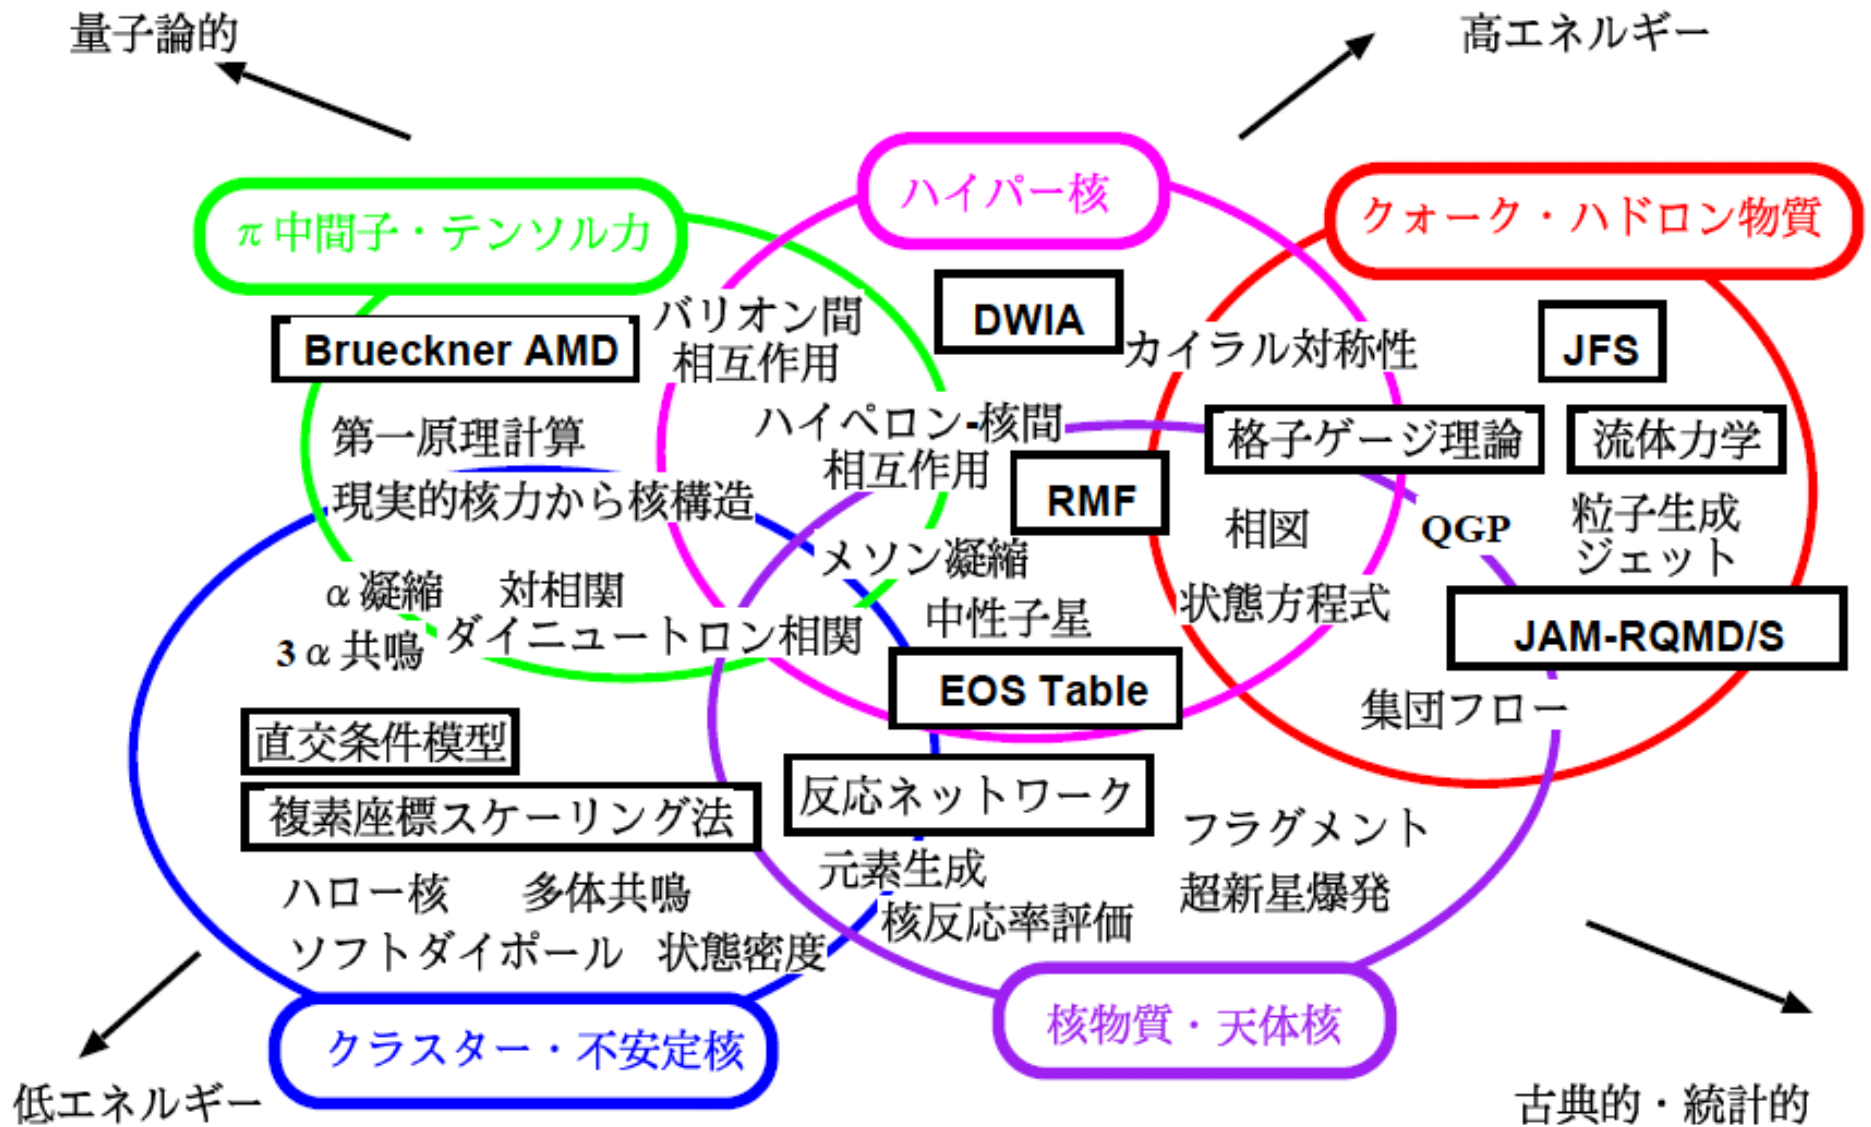 量子論的
高エネルギー
ハイパー核
π中間子・テンソル力
クォーク・ハドロン物質
DWIA
バリオン間
相互作用
Brueckner AMD
カイラル対称性
JFS
第一原理計算
ハイペロン-核間
相互作用
格子ゲージ理論
流体力学
現実的核力から核構造
RMF
相図
QGP
粒子生成
ジェット
メソン凝縮
α凝縮
対相関
中性子星
状態方程式
3α共鳴
ダイニュートロン相関
JAM-RQMD/S
EOS Table
集団フロー
直交条件模型
反応ネットワーク
複素座標スケーリング法
フラグメント
元素生成
ハロー核
多体共鳴
超新星爆発
核反応率評価
ソフトダイポール
状態密度
核物質・天体核
クラスター・不安定核
低エネルギー
古典的・統計的